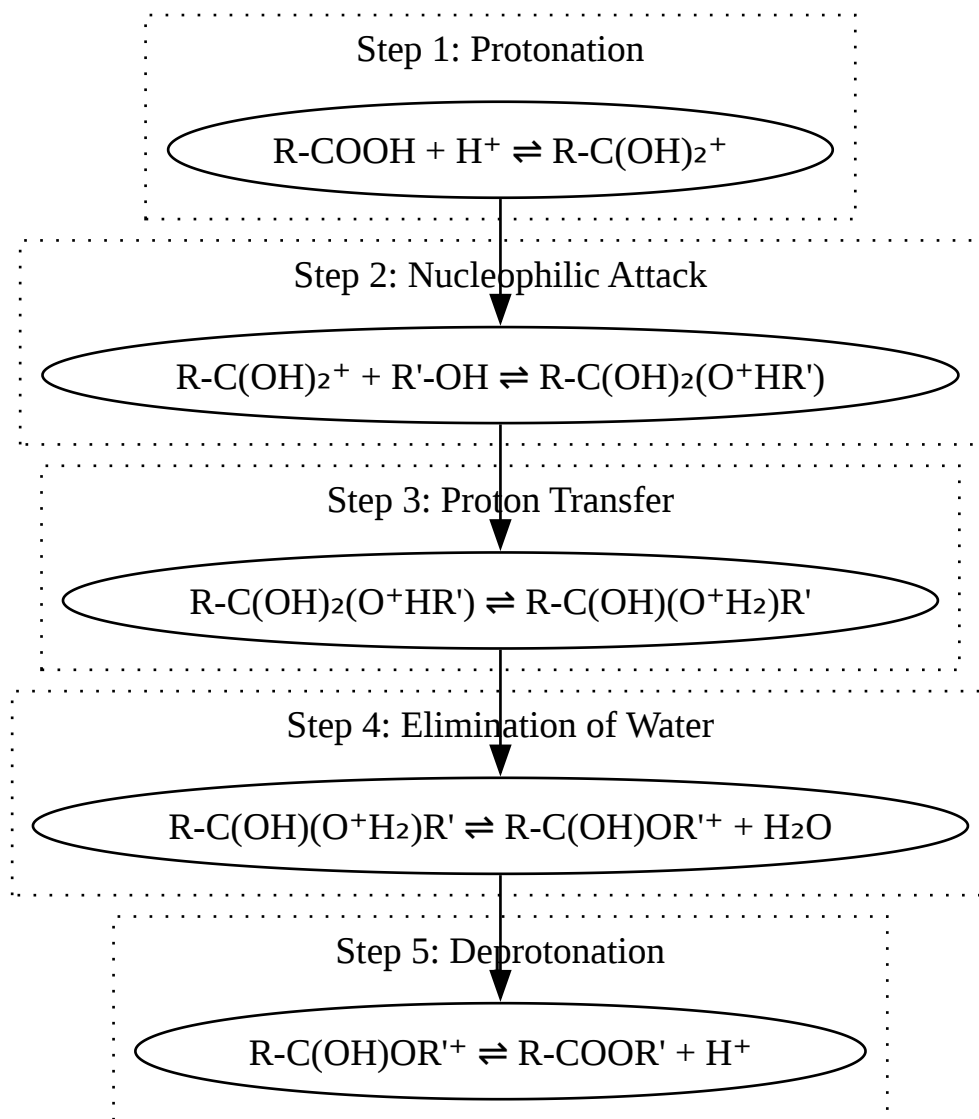 Step 1: Protonation
R-COOH + H⁺ ⇌ R-C(OH)₂⁺
Step 2: Nucleophilic Attack
R-C(OH)₂⁺ + R'-OH ⇌ R-C(OH)₂(O⁺HR')
Step 3: Proton Transfer
R-C(OH)₂(O⁺HR') ⇌ R-C(OH)(O⁺H₂)R'
Step 4: Elimination of Water
R-C(OH)(O⁺H₂)R' ⇌ R-C(OH)OR'⁺ + H₂O
Step 5: Deprotonation
R-C(OH)OR'⁺ ⇌ R-COOR' + H⁺